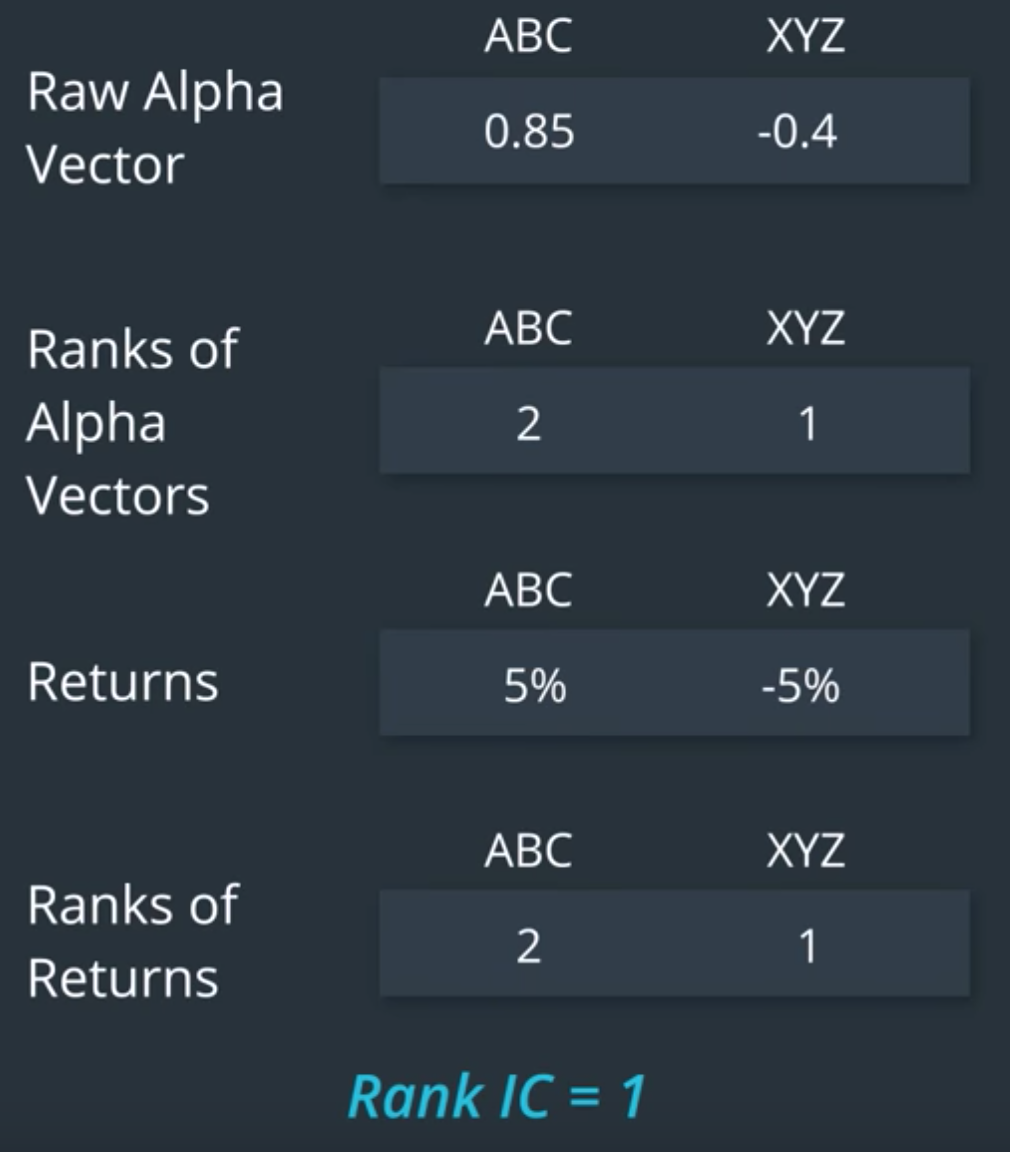 ABC XYZ
Raw Alpha
Vector
0.85 -0.4
ABC XYZ
Ranks of
Alpha
Vectors
2 1
ABC XYZ
Returns
5% -5%
ABC XYZ
Ranks of
Returns
2 1
Rank IC = 1